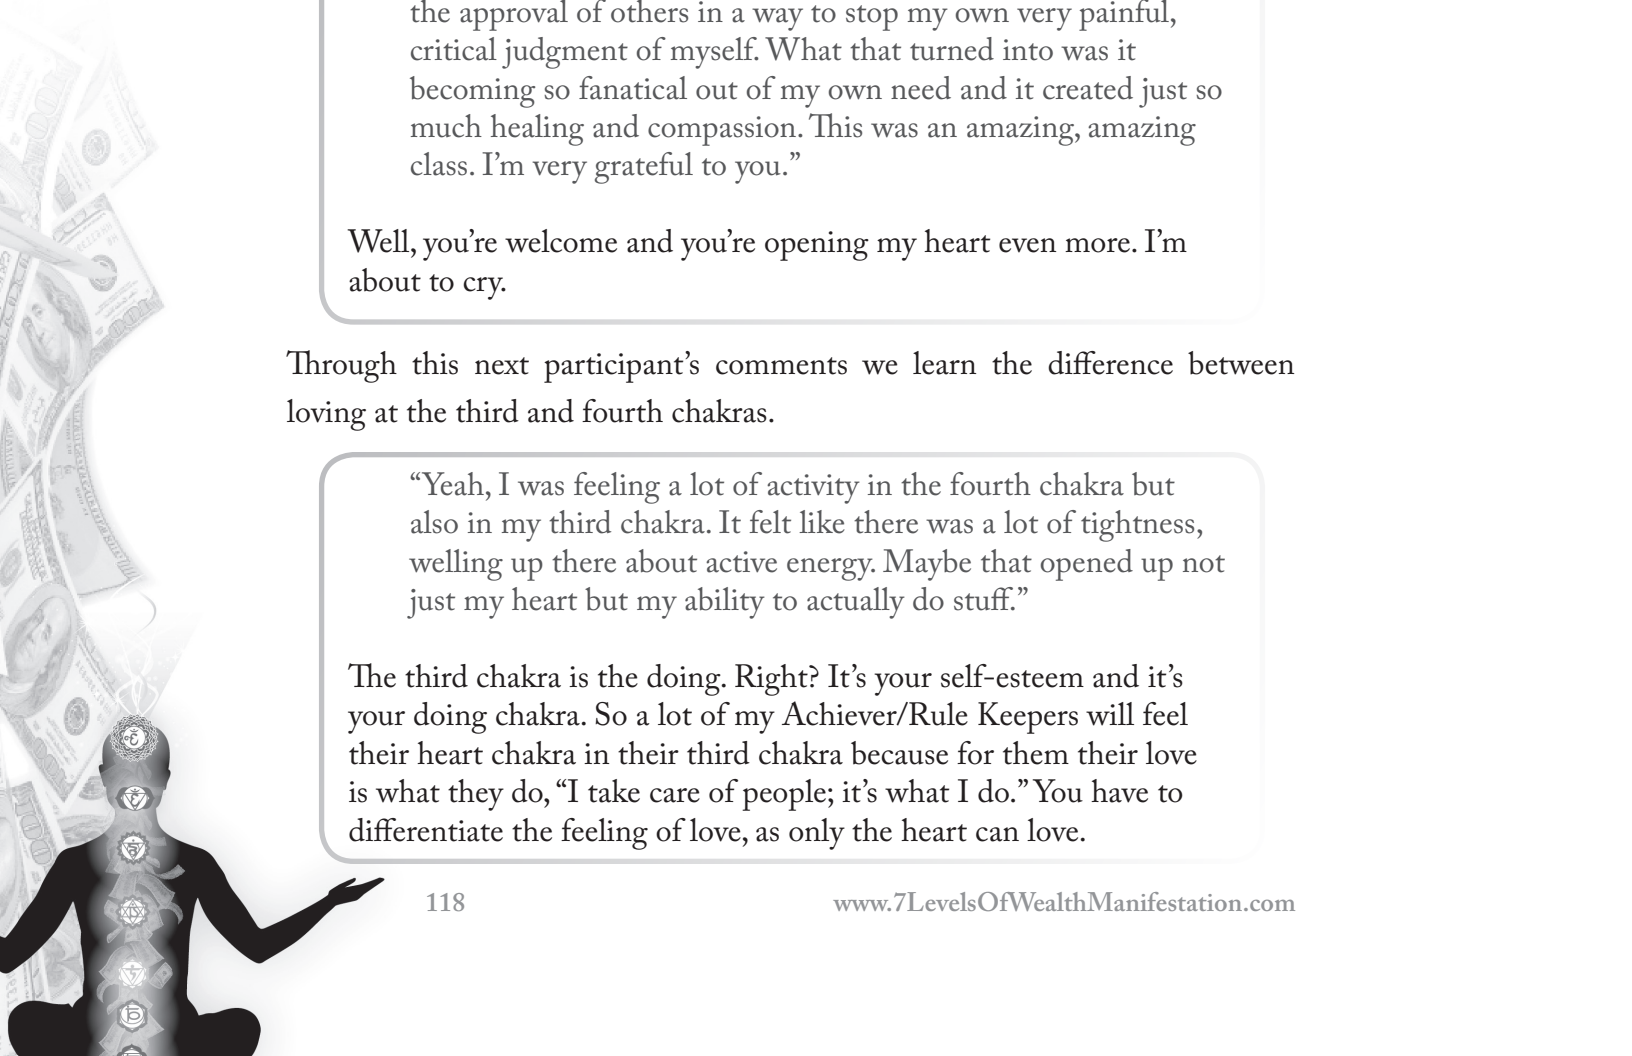 the approval of others in a way to stop my own very painful,
critical judgment of myself. What that turned into was it
becoming so fanatical out of my own need and it created just so
much healing and compassion. This was an amazing, amazing
class. I’m very grateful to you.”
Well, you’re welcome and you’re opening my heart even more. I’m
about to cry.
Through this next participant’s comments we learn the difference between
loving at the third and fourth chakras.
“Yeah, I was feeling a lot of activity in the fourth chakra but
also in my third chakra. It felt like there was a lot of tightness,
welling up there about active energy. Maybe that opened up not
just my heart but my ability to actually do stuff.”
The third chakra is the doing. Right? It’s your self-esteem and it’s
your doing chakra. So a lot of my Achiever/Rule Keepers will feel
their heart chakra in their third chakra because for them their love
is what they do, “I take care of people; it’s what I do.” You have to
differentiate the feeling of love, as only the heart can love.
118
www.7LevelsOfWealthManifestation.com